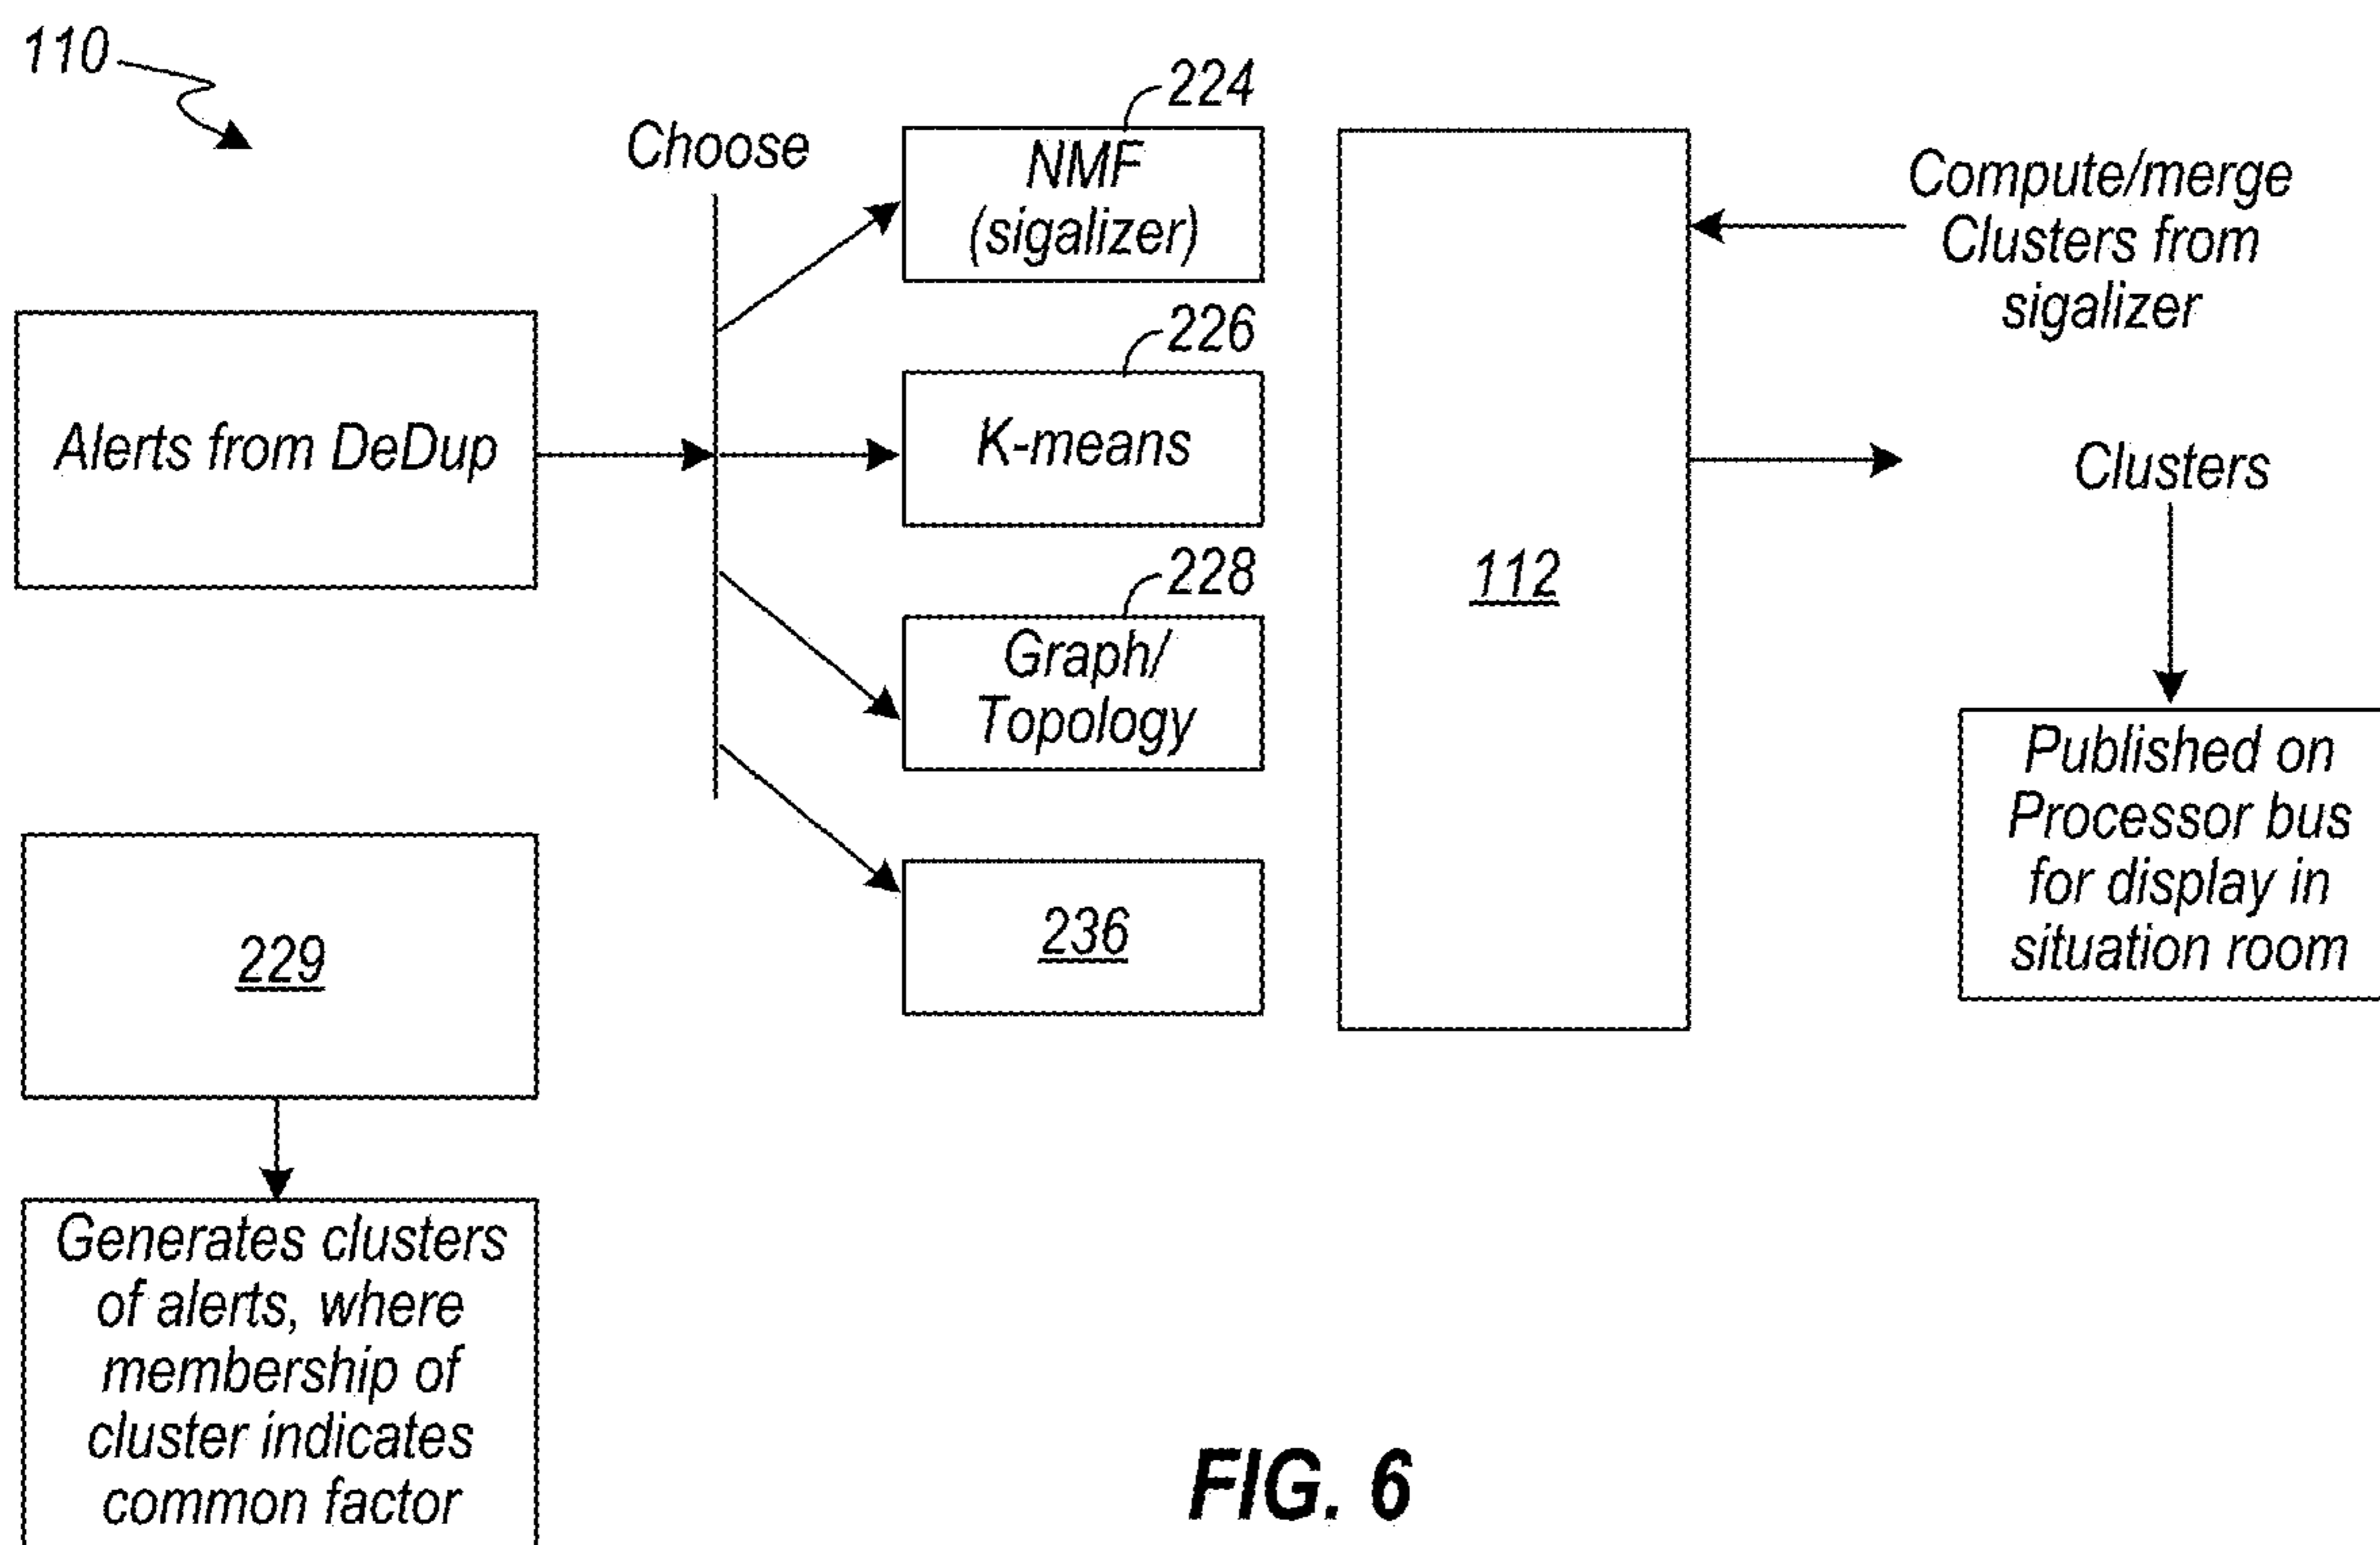 110
Choose
224
NMF
(sigalizer)
Compute/merge
Clusters from
sigalizer
Alerts from DeDup
226
K-means
Clusters
228
Graph/
Topology
112
Published on
Processor bus
for display in
situation room
236
229
Generates clusters
of alerts, where
membership of
cluster indicates
common factor
FIG. 6